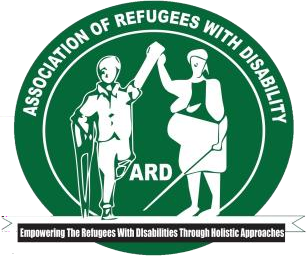 ASSOCIATION OF REFUGEES WITH DISABILITY
ARD
Empowering The Refugees With DIsabilities Through Holistic Approaches